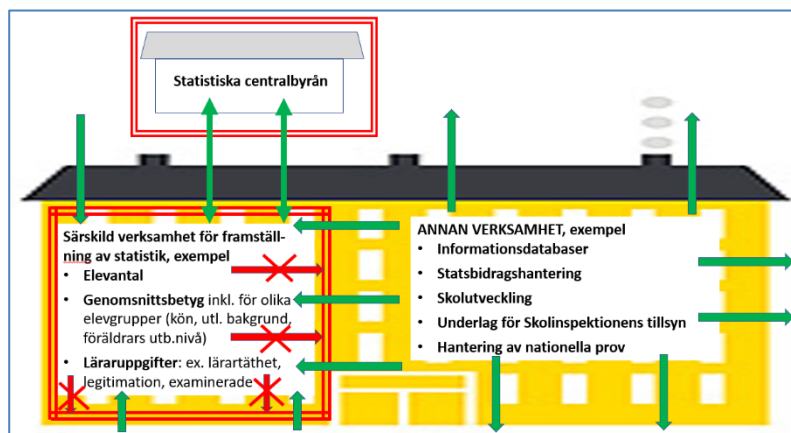 Statistiska centralbyrån
Särskild verksamhet för framställ-
ning av statistik, exempel
• Elevantal
• Genomsnittsbetyg inkl. för olika
elevgrupper (kön, utl. bakgrund,
föräldrars utb.nivå)
• Läraruppgifter: ex. lärartäthet,
legitimation, examinerade
ANNAN VERKSAMHET, exempel
• Informationsdatabaser
• Statsbidragshantering
• Skolutveckling
• Underlag för Skolinspektionens tillsyn
• Hantering av nationella prov